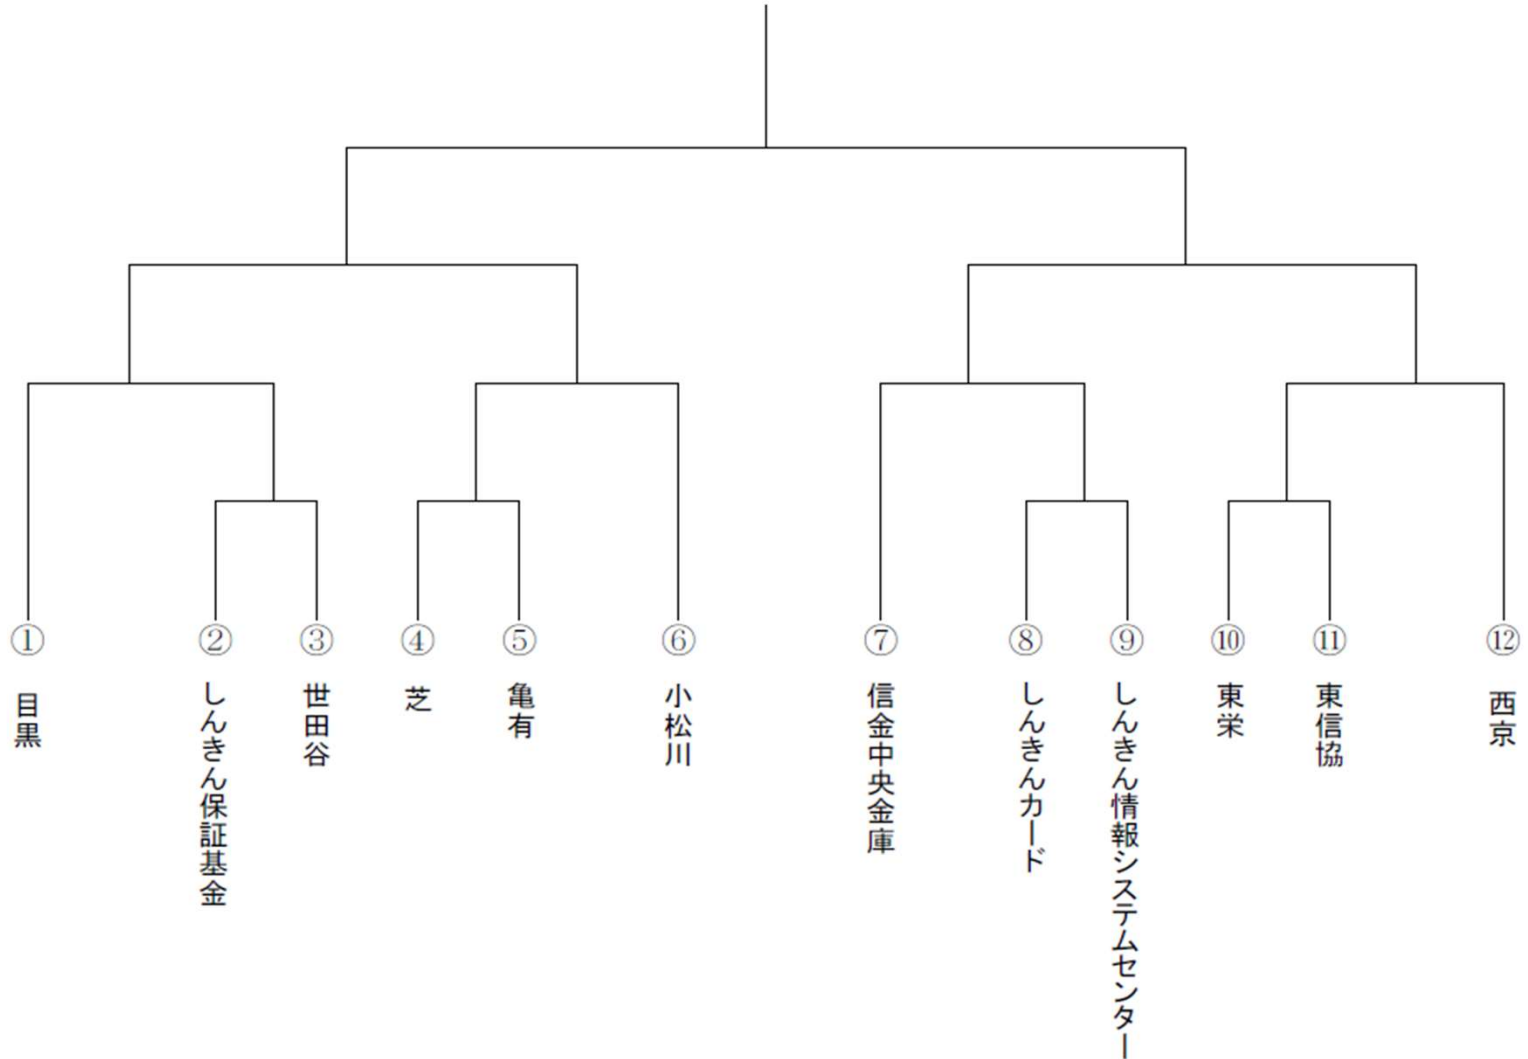 ①
目黒
②
しんきん保証基金
③
世田谷
④
芝
⑤
亀有
⑥
小松川
⑦
信金中央金庫
⑧
しんきんカード
⑨
しんきん情報システムセンター
⑩
東栄
⑪
東信協
⑫
西京